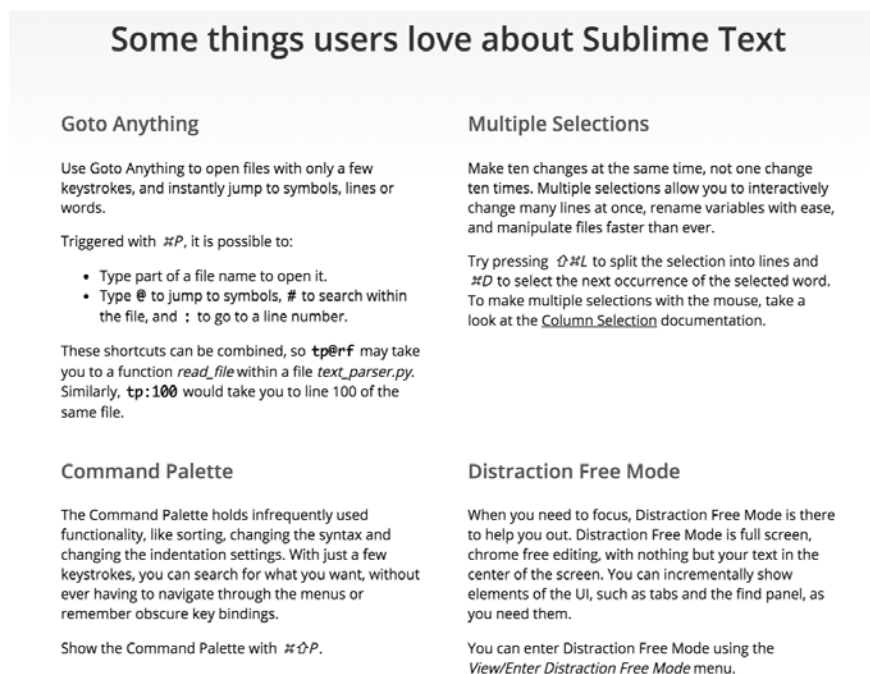 Some things users love about Sublime Text
Goto Anything
Use Goto Anything to open files with only a few
keystrokes, and instantly jump to symbols, lines or
words.
Triggered with ⌘P, it is possible to:
• Type part of a file name to open it.
• Type @ to jump to symbols, # to search within
the file, and : to go to a line number.
These shortcuts can be combined, so tp@rf may take
you to a function read_file within a file text_parser.py.
Similarly, tp:100 would take you to line 100 of the
same file.
Multiple Selections
Make ten changes at the same time, not one change
ten times. Multiple selections allow you to interactively
change many lines at once, rename variables with ease,
and manipulate files faster than ever.
Try pressing ⇧⌘L to split the selection into lines and
⌘D to select the next occurrence of the selected word.
To make multiple selections with the mouse, take a
look at the Column Selection documentation.
Command Palette
The Command Palette holds infrequently used
functionality, like sorting, changing the syntax and
changing the indentation settings. With just a few
keystrokes, you can search for what you want, without
ever having to navigate through the menus or
remember obscure key bindings.
Show the Command Palette with ⌘⇧P.
Distraction Free Mode
When you need to focus, Distraction Free Mode is there
to help you out. Distraction Free Mode is full screen,
chrome free editing, with nothing but your text in the
center of the screen. You can incrementally show
elements of the UI, such as tabs and the find panel, as
you need them.
You can enter Distraction Free Mode using the
View/Enter Distraction Free Mode menu.